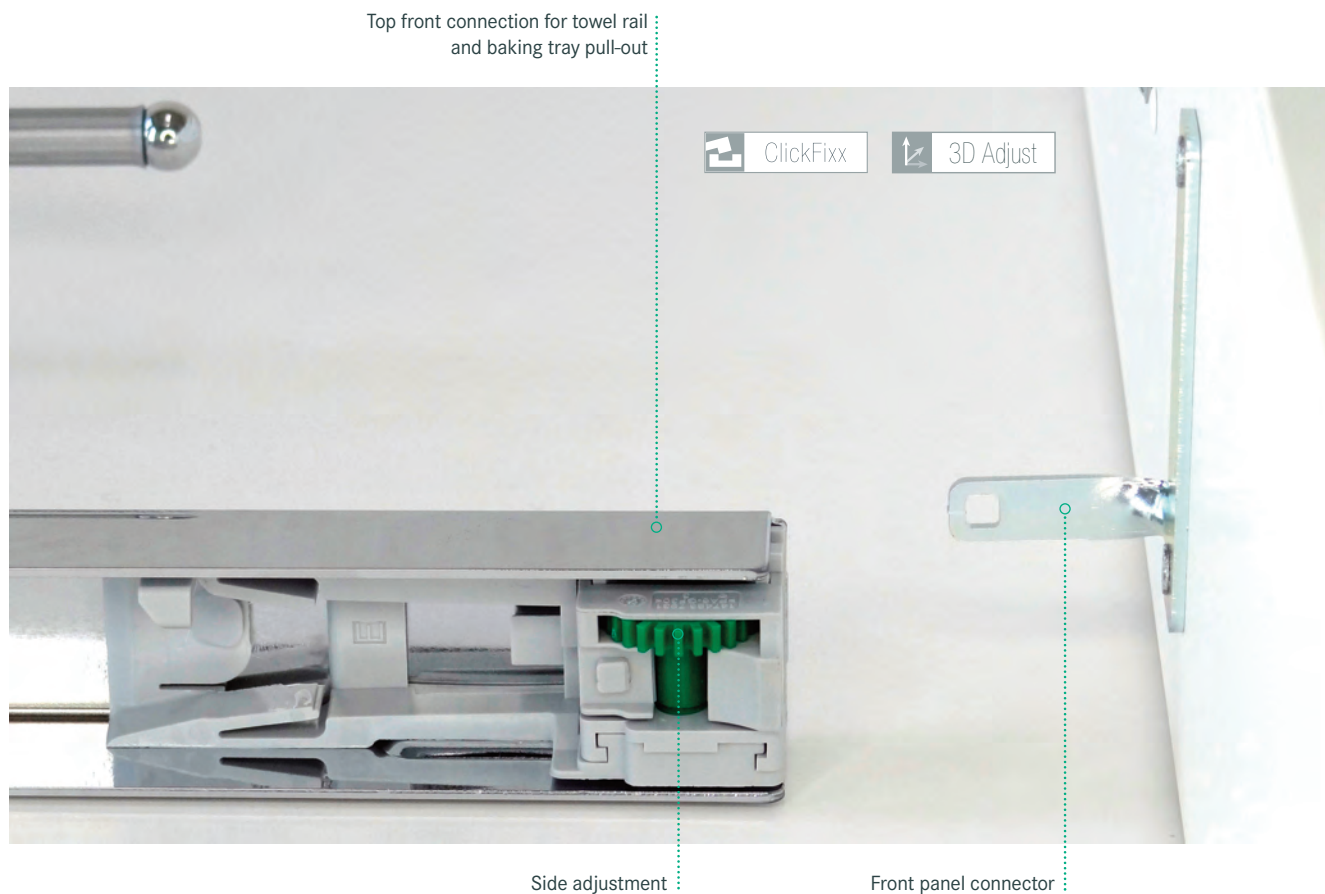 Top front connection for towel rail
and baking tray pull-out
ClickFixx
3D Adjust
Side adjustment
Front panel connector